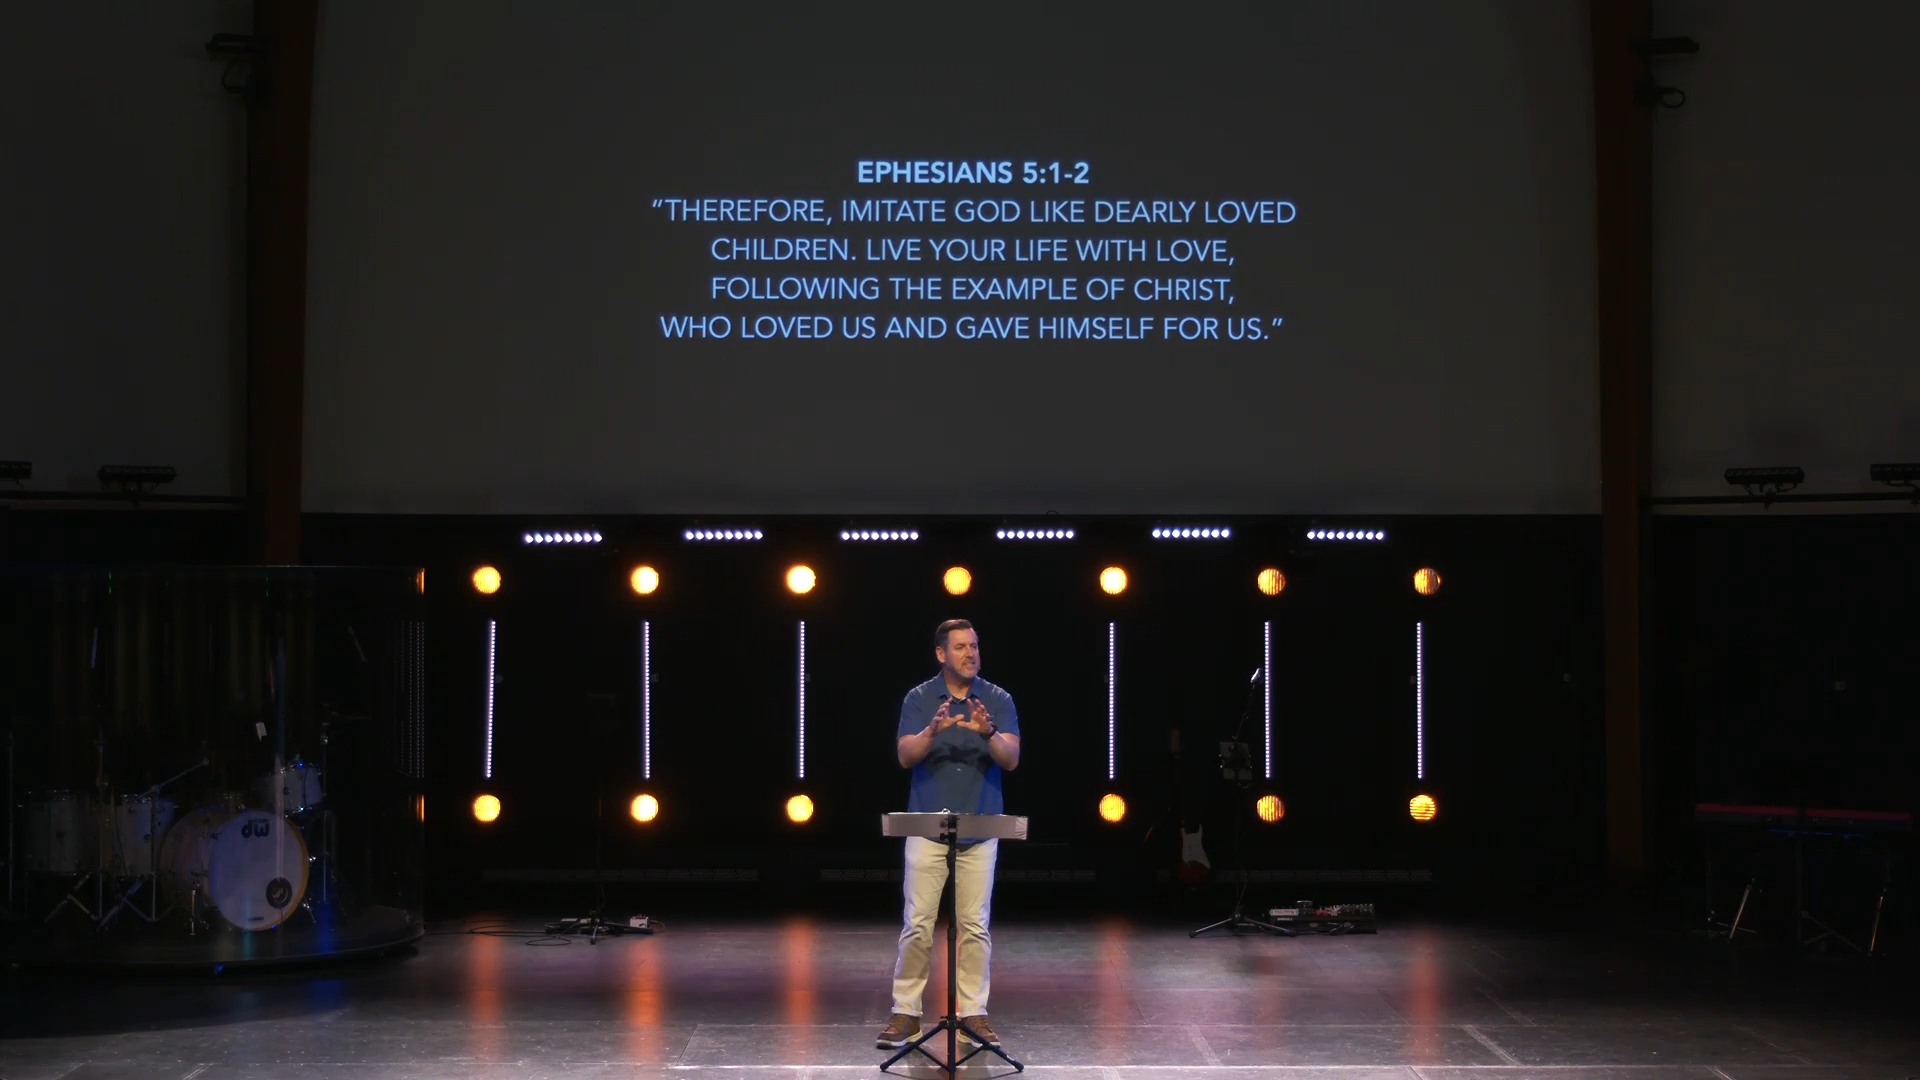 EPHESIANS 5:1-2
“THEREFORE, IMITATE GOD LIKE DEARLY LOVED
CHILDREN. LIVE YOUR LIFE WITH LOVE,
FOLLOWING THE EXAMPLE OF CHRIST,
WHO LOVED US AND GAVE HIMSELF FOR US.”
dw